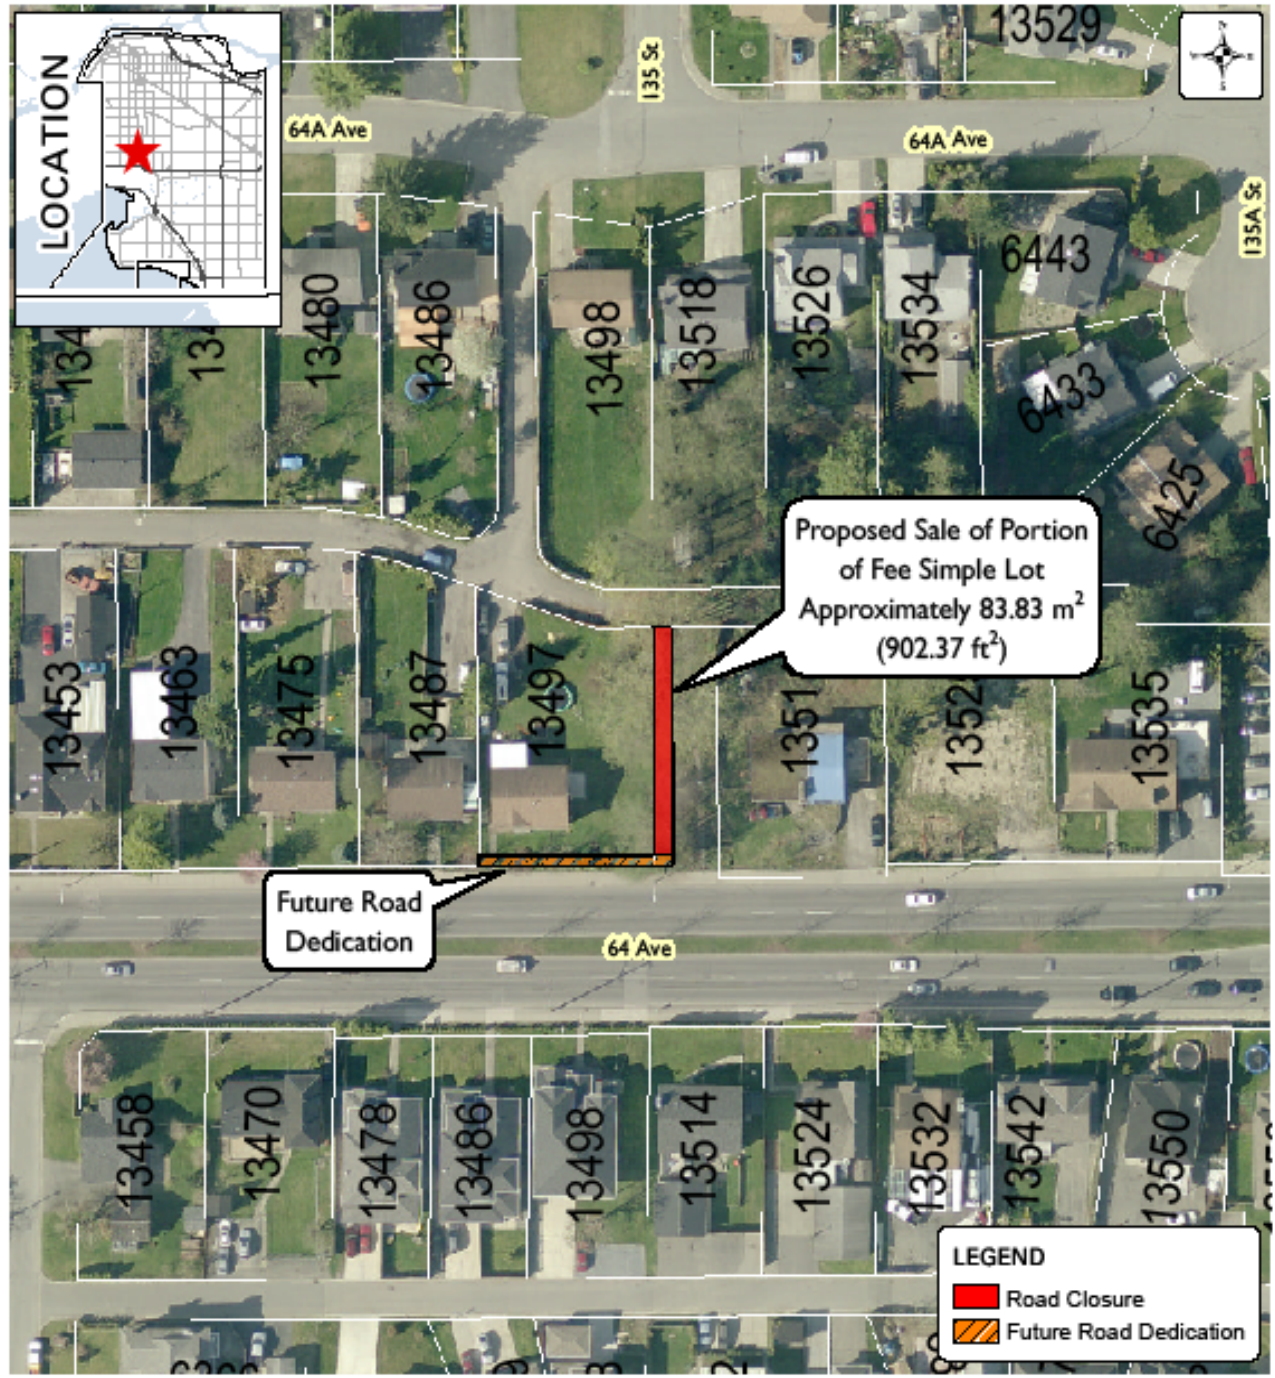 13529
135 St
LOCATION
64A Ave
64A Ave
135A St
6443
13480
13486
13498
13518
13526
13534
134
6433
6425
Proposed Sale of Portion
of Fee Simple Lot
Approximately 83.83 m²
(902.37 ft²)
13453
13463
13475
13487
13497
1351
1352
13535
Future Road
Dedication
64 Ave
13458
13470
13478
13486
13498
13514
13524
13532
13542
13550
LEGEND
Road Closure
Future Road Dedication